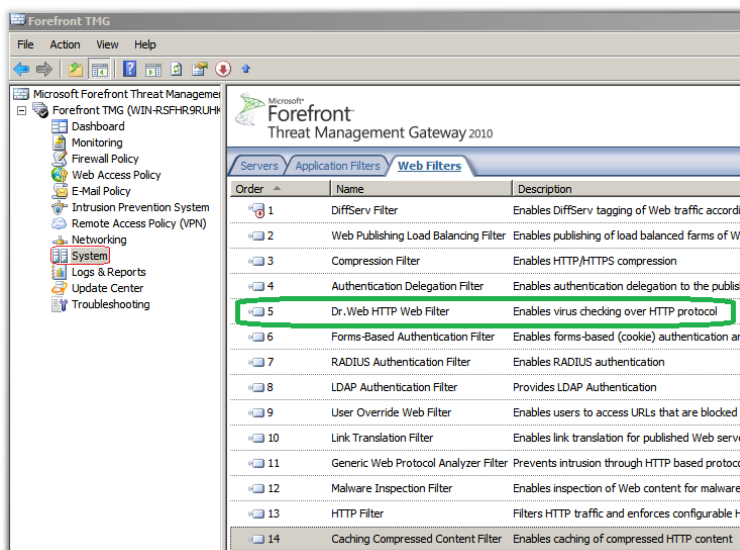 Forefront TMG
File Action View Help
Microsoft Forefront Threat Managemer
Forefront TMG (WIN-RSFHR9RUHK
Dashboard
Monitoring
Firewall Policy
Web Access Policy
E-Mail Policy
Intrusion Prevention System
Remote Access Policy (VPN)
Networking
System
Logs & Reports
Update Center
Troubleshooting
Microsoft
Forefront
Threat Management Gateway 2010
Servers Application Filters Web Filters
Order Name Description
1 DiffServ Filter Enables DiffServ tagging of Web traffic accordi
2 Web Publishing Load Balancing Filter Enables publishing of load balanced farms of W
3 Compression Filter Enables HTTP/HTTPS compression
4 Authentication Delegation Filter Enables authentication delegation to the publis
5 Dr.Web HTTP Web Filter Enables virus checking over HTTP protocol
6 Forms-Based Authentication Filter Enables forms-based (cookie) authentication an
7 RADIUS Authentication Filter Enables RADIUS authentication
8 LDAP Authentication Filter Provides LDAP Authentication
9 User Override Web Filter Enables users to access URLs that are blocked
10 Link Translation Filter Enables link translation for published Web serve
11 Generic Web Protocol Analyzer Filter Prevents intrusion through HTTP based protoco
12 Malware Inspection Filter Enables inspection of Web content for malware
13 HTTP Filter Filters HTTP traffic and enforces configurable H
14 Caching Compressed Content Filter Enables caching of compressed HTTP content